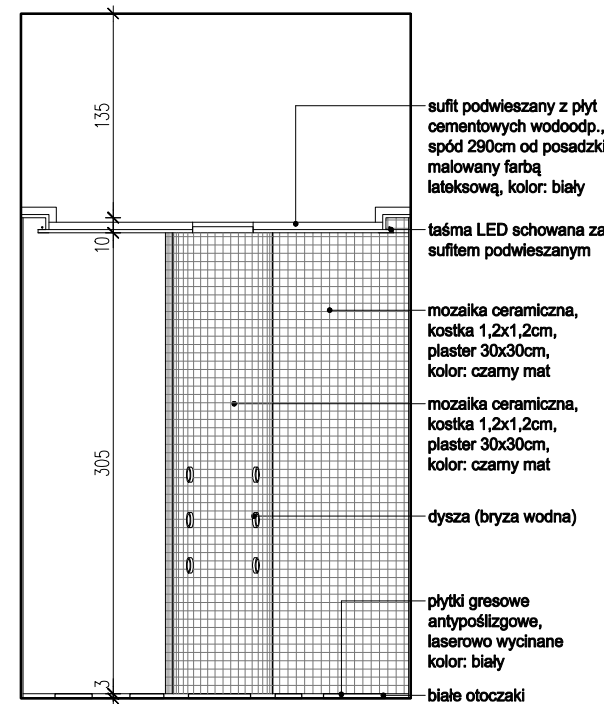 135
10
305
3
sufit podwieszany z płyt
cementowych wodoodp.,
spód 290cm od posadzki
malowany farbą
lateksową, kolor: biały
taśma LED schowana za
sufitem podwieszanym
mozaika ceramiczna,
kostka 1,2x1,2cm,
plaster 30x30cm,
kolor: czarny mat
mozaika ceramiczna,
kostka 1,2x1,2cm,
plaster 30x30cm,
kolor: czarny mat
dysza (bryza wodna)
płytki gresowe
antypoślizgowe,
laserowo wycinane
kolor: biały
białe otoczaki